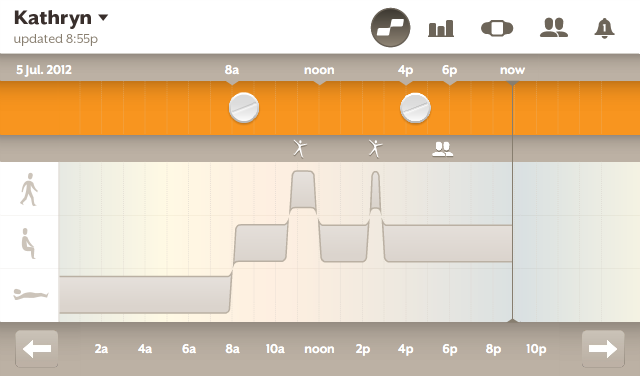 Kathryn
updated 8:55p
1
5 Jul. 2012 8a noon 4p 6p now
2a 4a 6a 8a 10a noon 2p 4p 6p 8p 10p